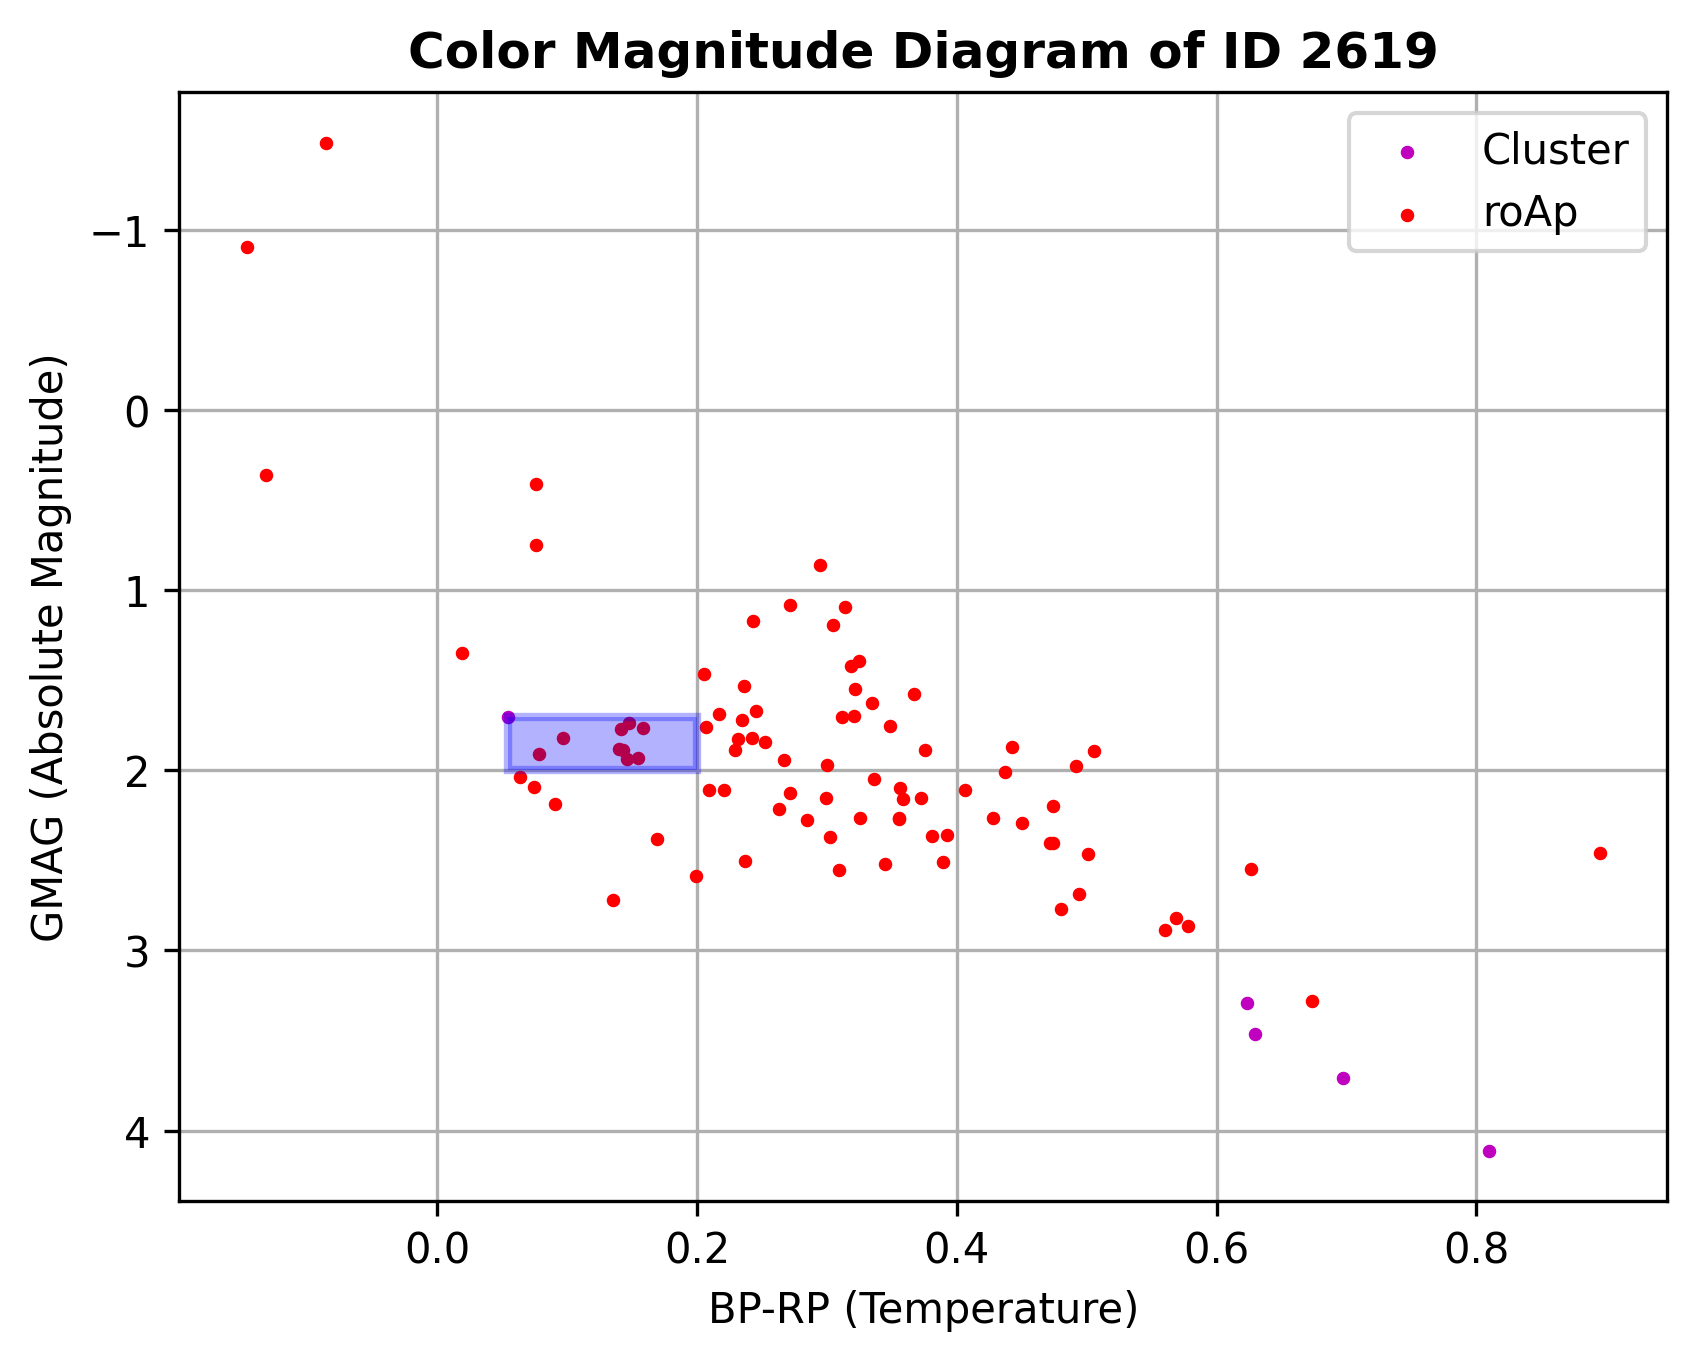 Color Magnitude Diagram of ID 2619
Cluster
roAp
GMAG (Absolute Magnitude)
−1
0
1
2
3
4
0.0 0.2 0.4 0.6 0.8
BP-RP (Temperature)